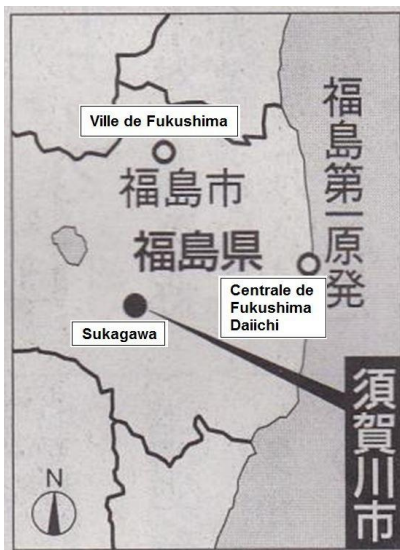 Ville de Fukushima
福島市
福島県
福島第一原発
Centrale de
Fukushima
Daiichi
Sukagawa
須賀川市
N